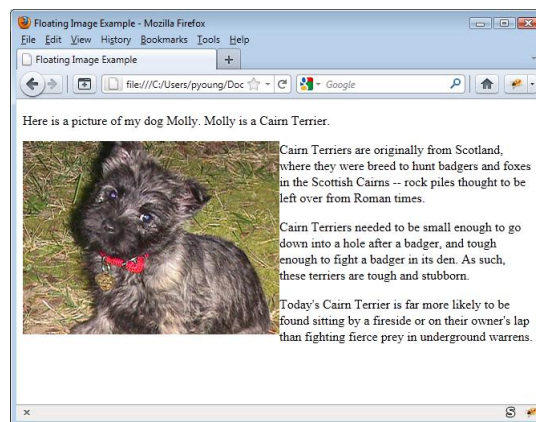 Floating Image Example - Mozilla Firefox
File Edit View History Bookmarks Tools Help
Floating Image Example
file:///C:/Users/pyoung/Doc
Google
Here is a picture of my dog Molly. Molly is a Cairn Terrier.
Cairn Terriers are originally from Scotland,
where they were breed to hunt badgers and foxes
in the Scottish Cairns -- rock piles thought to be
left over from Roman times.
Cairn Terriers needed to be small enough to go
down into a hole after a badger, and tough
enough to fight a badger in its den. As such,
these terriers are tough and stubborn.
Today's Cairn Terrier is far more likely to be
found sitting by a fireside or on their owner's lap
than fighting fierce prey in underground warrens.